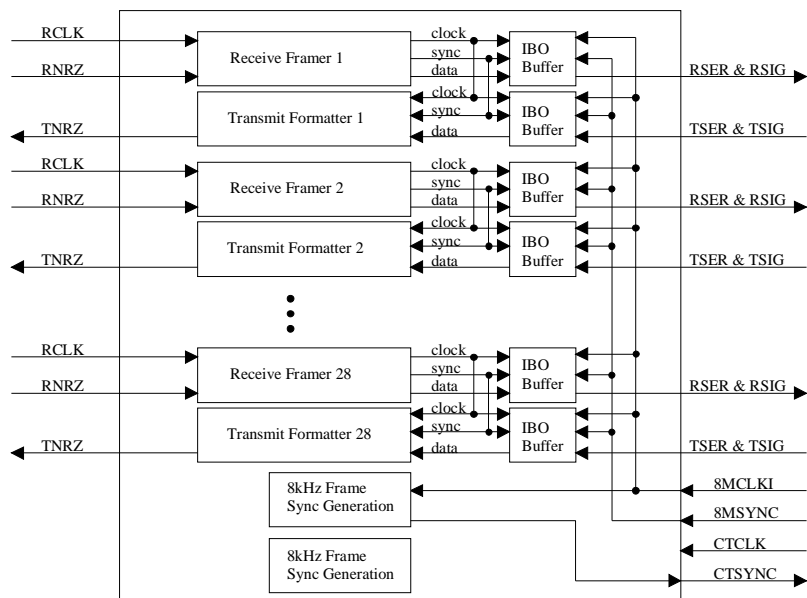 RCLK
Receive Framer 1
clock
sync
data
IBO
Buffer
RNRZ
RSER & RSIG
Transmit Formatter 1
clock
sync
data
IBO
Buffer
TNRZ
TSER & TSIG
RCLK
Receive Framer 2
clock
sync
data
IBO
Buffer
RNRZ
RSER & RSIG
Transmit Formatter 2
clock
sync
data
IBO
Buffer
TNRZ
TSER & TSIG
RCLK
Receive Framer 28
clock
sync
data
IBO
Buffer
RNRZ
RSER & RSIG
Transmit Formatter 28
clock
sync
data
IBO
Buffer
TNRZ
TSER & TSIG
8kHz Frame
Sync Generation
8MCLKI
8MSYNC
8kHz Frame
Sync Generation
CTCLK
CTSYNC